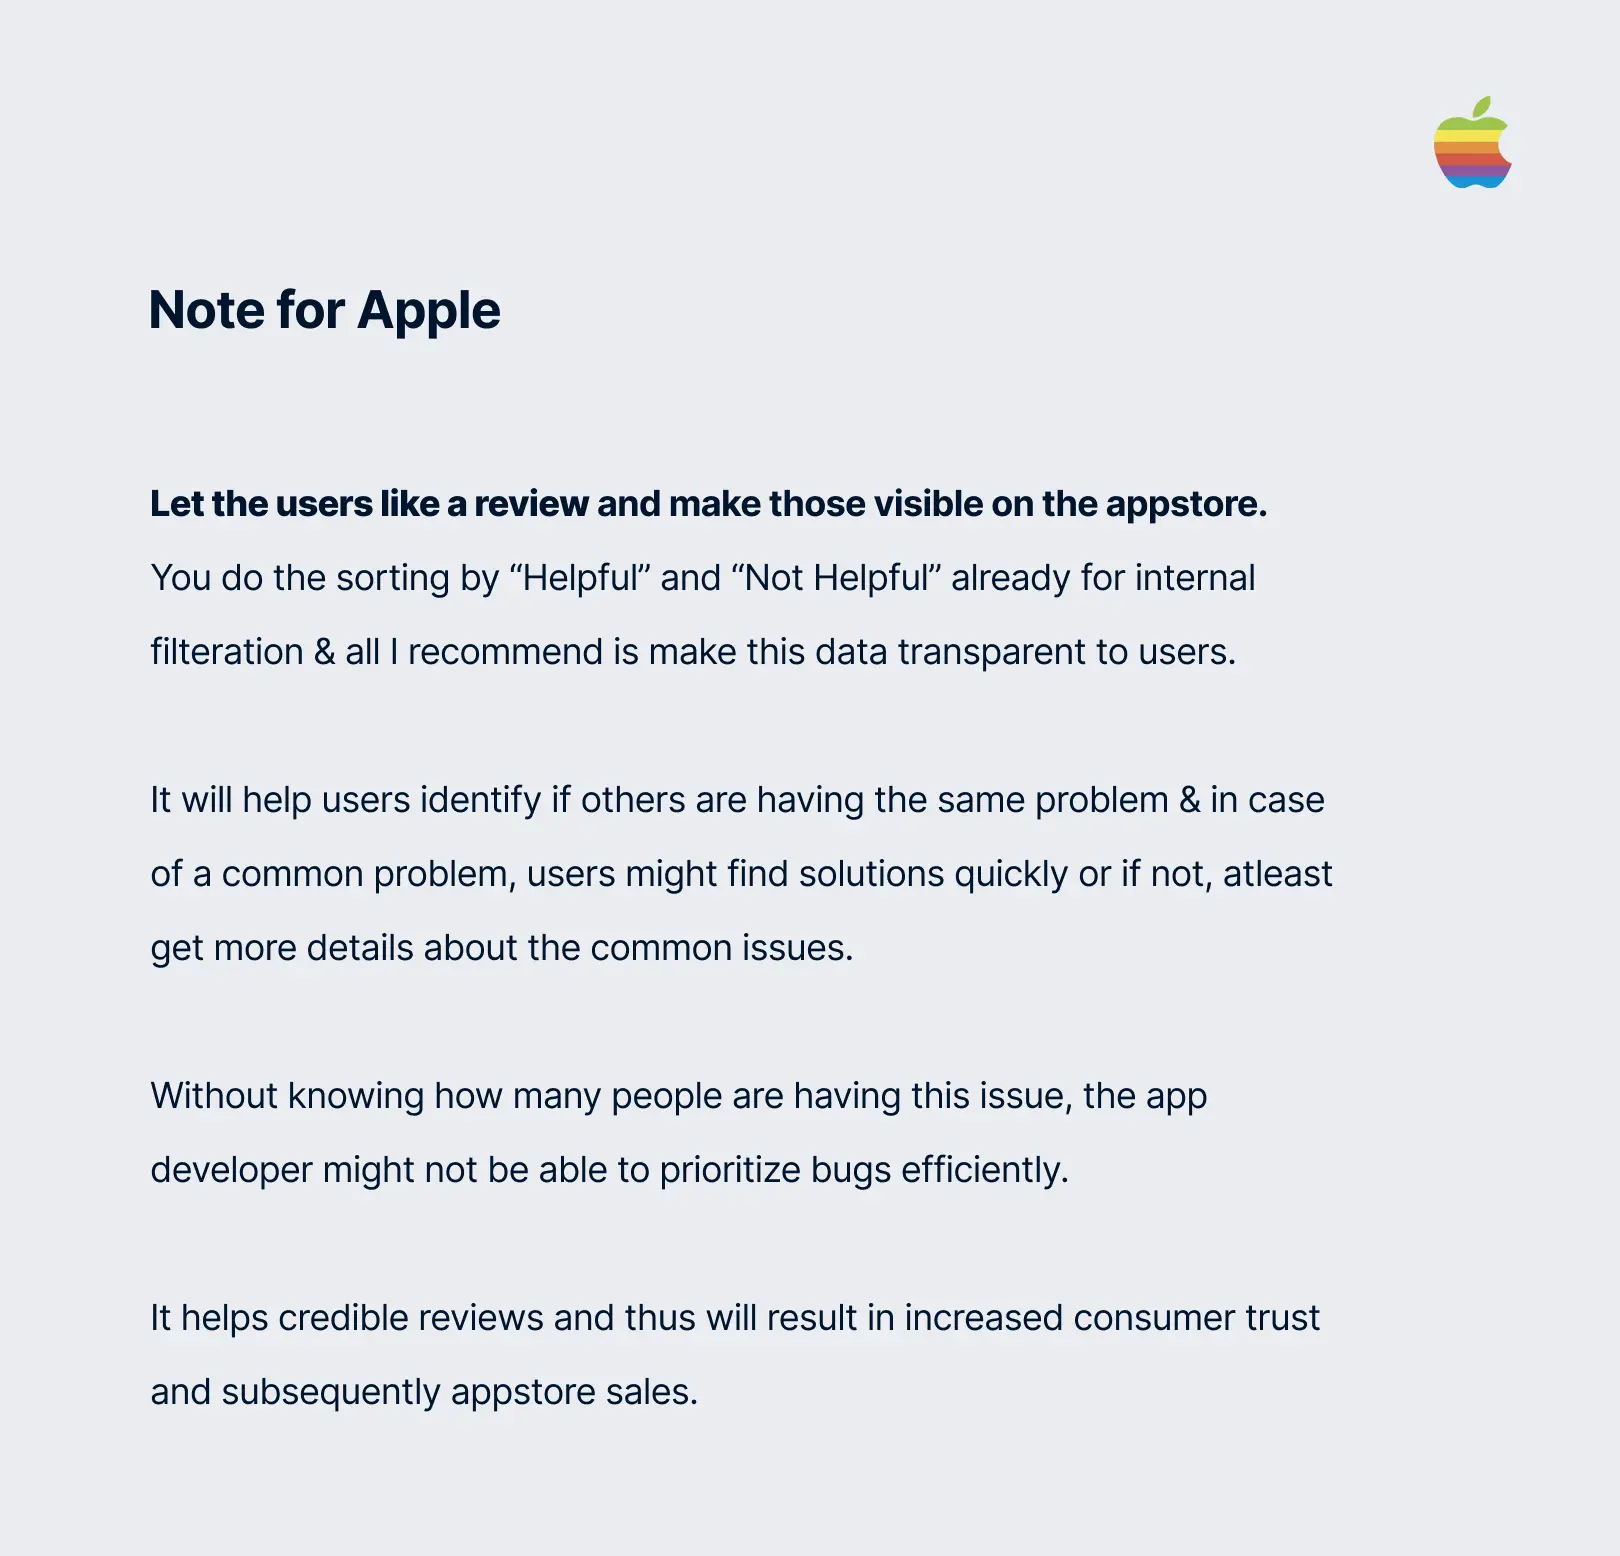 Note for Apple
Let the users like a review and make those visible on the appstore.
You do the sorting by “Helpful” and “Not Helpful” already for internal
filteration & all I recommend is make this data transparent to users.
It will help users identify if others are having the same problem & in case
of a common problem, users might find solutions quickly or if not, atleast
get more details about the common issues.
Without knowing how many people are having this issue, the app
developer might not be able to prioritize bugs efficiently.
It helps credible reviews and thus will result in increased consumer trust
and subsequently appstore sales.